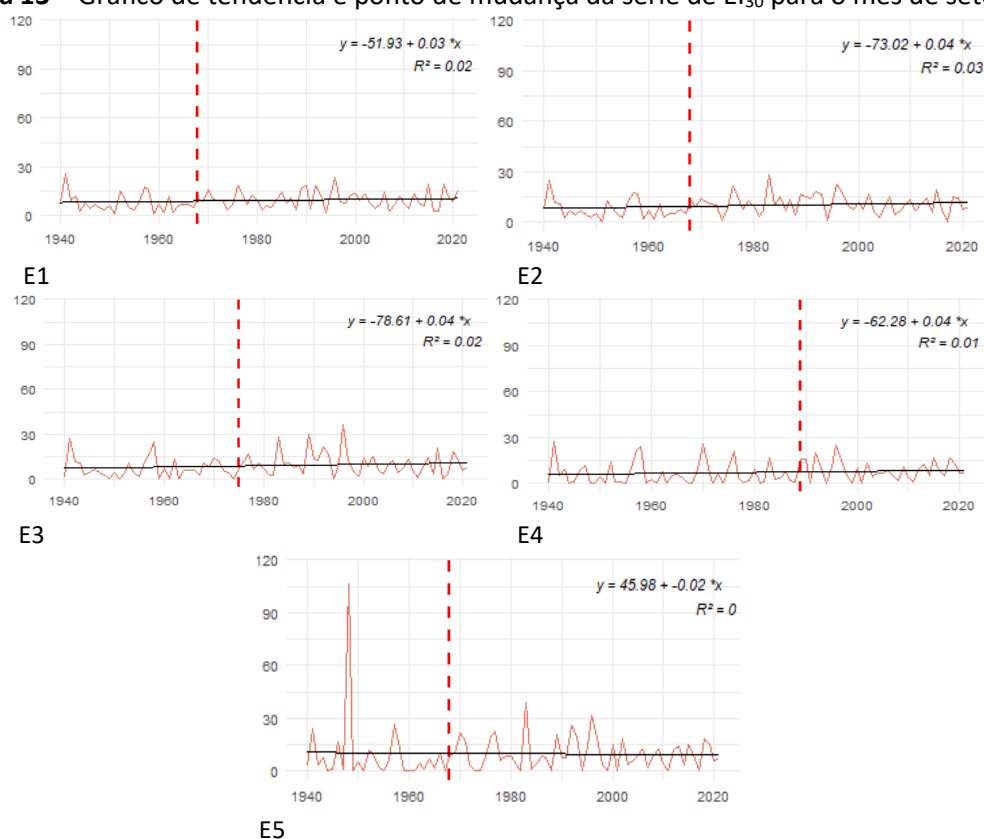 13 – Gráfico de tendência e ponto de mudança da série de EI30 para o mês de sete
120
90
60
30
0
y = -51.93 + 0.03 *x
R² = 0.02
1940 1960 1980 2000 2020
E1
120
90
60
30
0
y = -73.02 + 0.04 *x
R² = 0.03
1940 1960 1980 2000 2020
E2
120
90
60
30
0
y = -78.61 + 0.04 *x
R² = 0.02
1940 1960 1980 2000 2020
E3
120
90
60
30
0
y = -62.28 + 0.04 *x
R² = 0.01
1940 1960 1980 2000 2020
E4
120
90
60
30
0
y = 45.98 + -0.02 *x
R² = 0
1940 1960 1980 2000 2020
E5